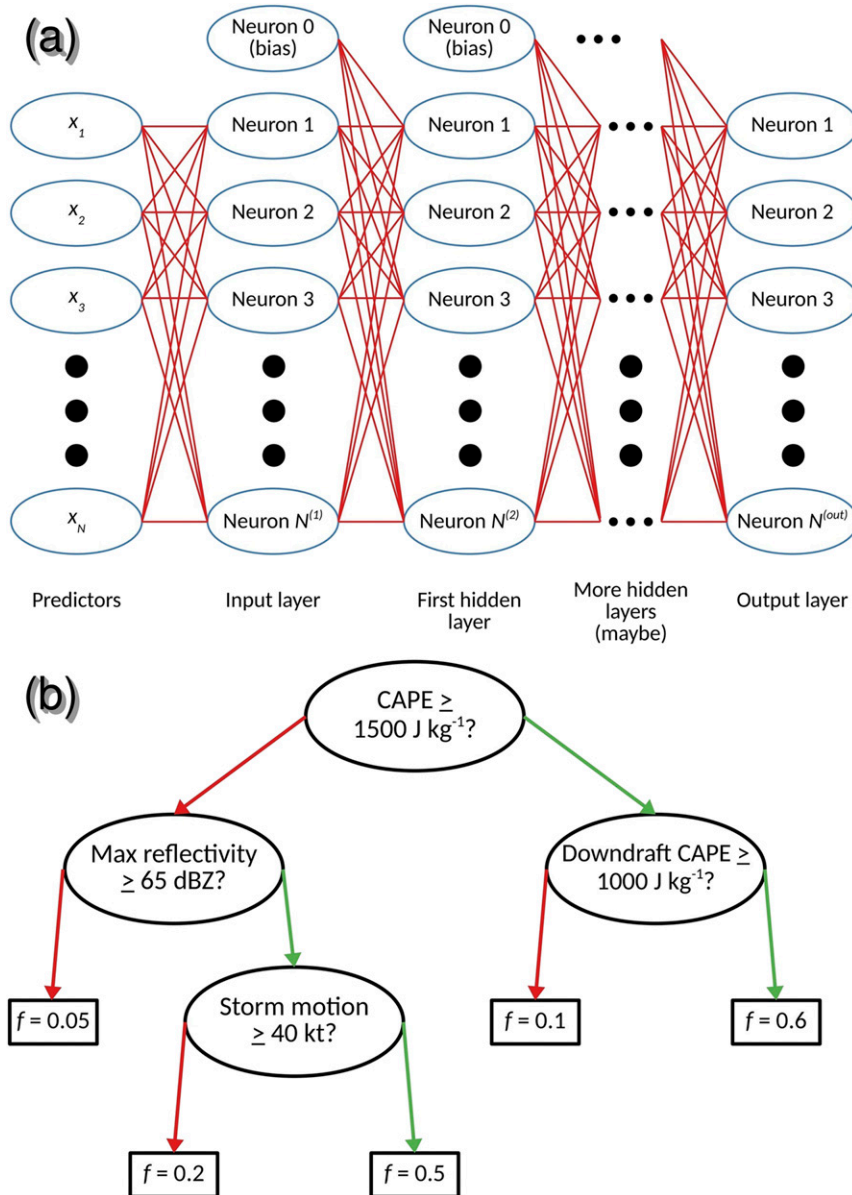 (a)
Neuron 0
(bias)
Neuron 0
(bias)
x₁
Neuron 1
Neuron 1
Neuron 1
x₂
Neuron 2
Neuron 2
Neuron 2
x₃
Neuron 3
Neuron 3
Neuron 3
x_N
Neuron N⁽¹⁾
Neuron N⁽²⁾
Neuron N⁽ᵒᵘᵗ⁾
Predictors
Input layer
First hidden
layer
More hidden
layers
(maybe)
Output layer
(b)
CAPE ≥
1500 J kg⁻¹?
Max reflectivity
≥ 65 dBZ?
Downdraft CAPE ≥
1000 J kg⁻¹?
Storm motion
≥ 40 kt?
f = 0.05
f = 0.1
f = 0.6
f = 0.2
f = 0.5